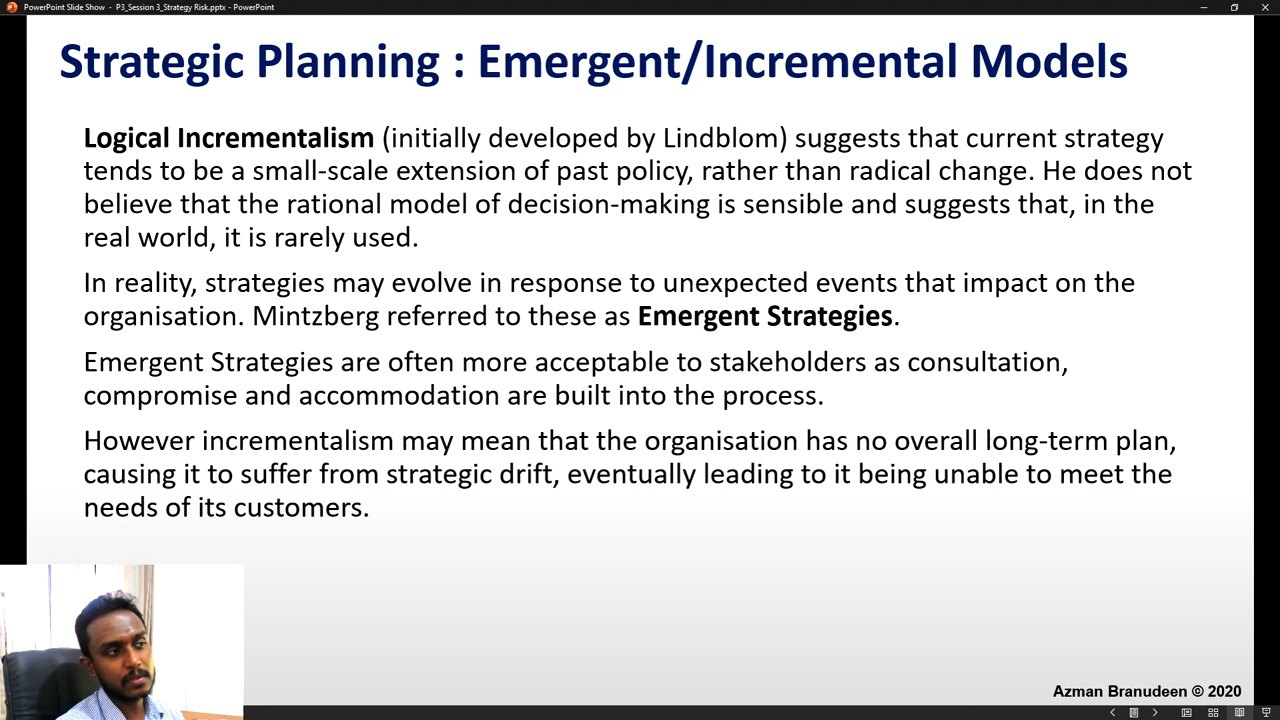 PowerPoint Slide Show - P3_Session 3_Strategy Risk.pptx - PowerPoint
Strategic Planning : Emergent/Incremental Models
Logical Incrementalism (initially developed by Lindblom) suggests that current strategy
tends to be a small-scale extension of past policy, rather than radical change. He does not
believe that the rational model of decision-making is sensible and suggests that, in the
real world, it is rarely used.
In reality, strategies may evolve in response to unexpected events that impact on the
organisation. Mintzberg referred to these as Emergent Strategies.
Emergent Strategies are often more acceptable to stakeholders as consultation,
compromise and accommodation are built into the process.
However incrementalism may mean that the organisation has no overall long-term plan,
causing it to suffer from strategic drift, eventually leading to it being unable to meet the
needs of its customers.
Azman Branudeen © 2020